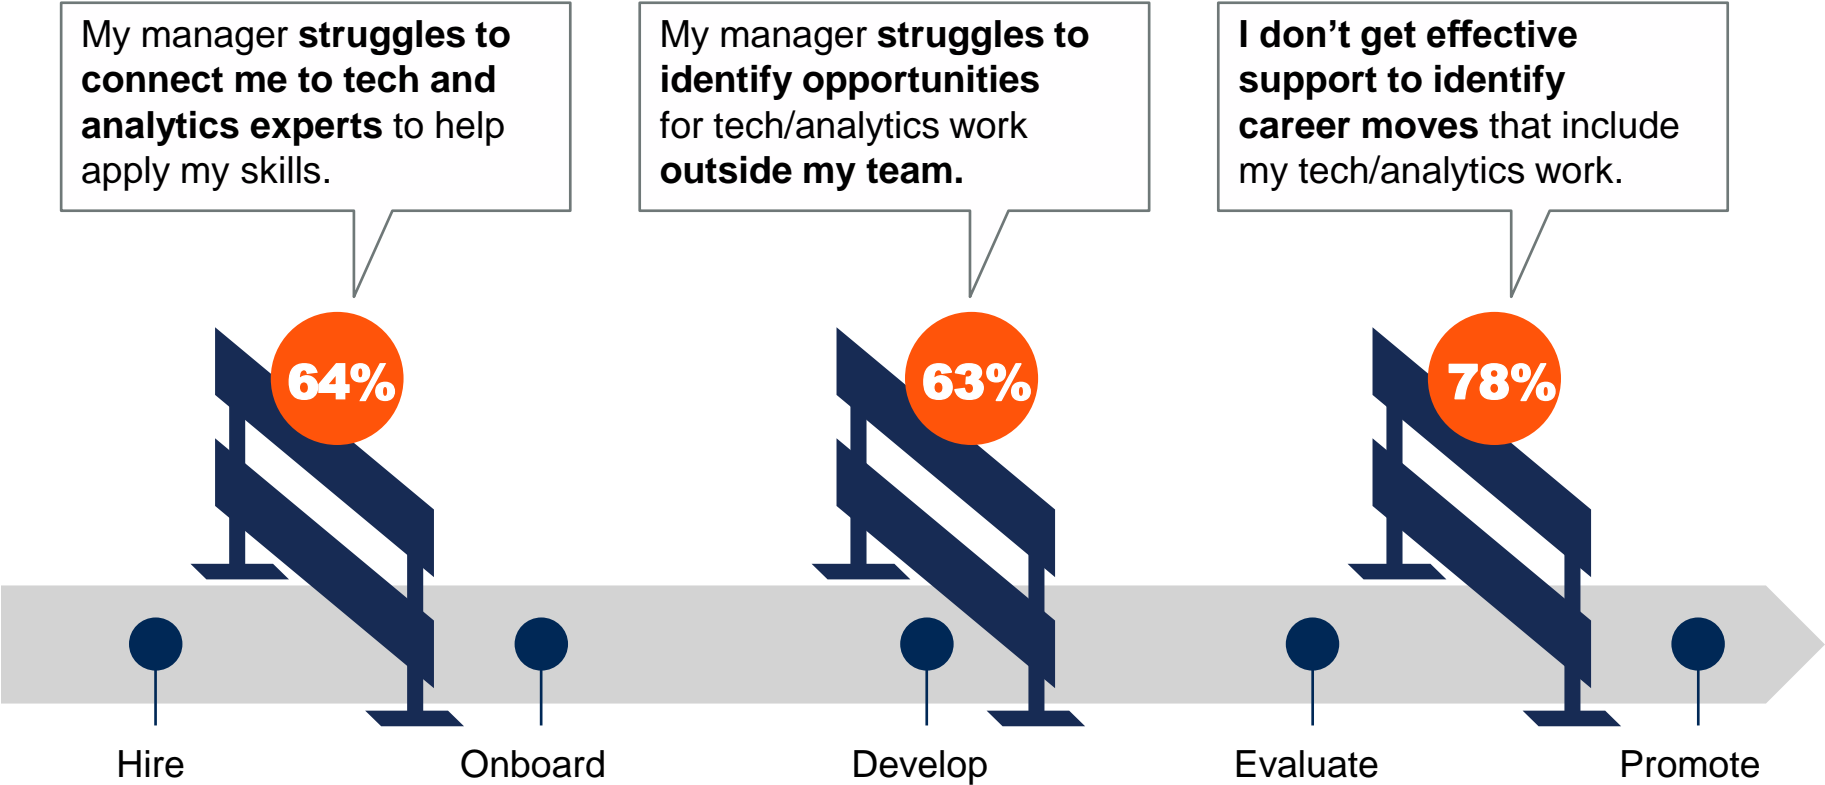 My manager struggles to
connect me to tech and
analytics experts to help
apply my skills.
My manager struggles to
identify opportunities
for tech/analytics work
outside my team.
I don’t get effective
support to identify
career moves that include
my tech/analytics work.
64%
63%
78%
Hire
Onboard
Develop
Evaluate
Promote